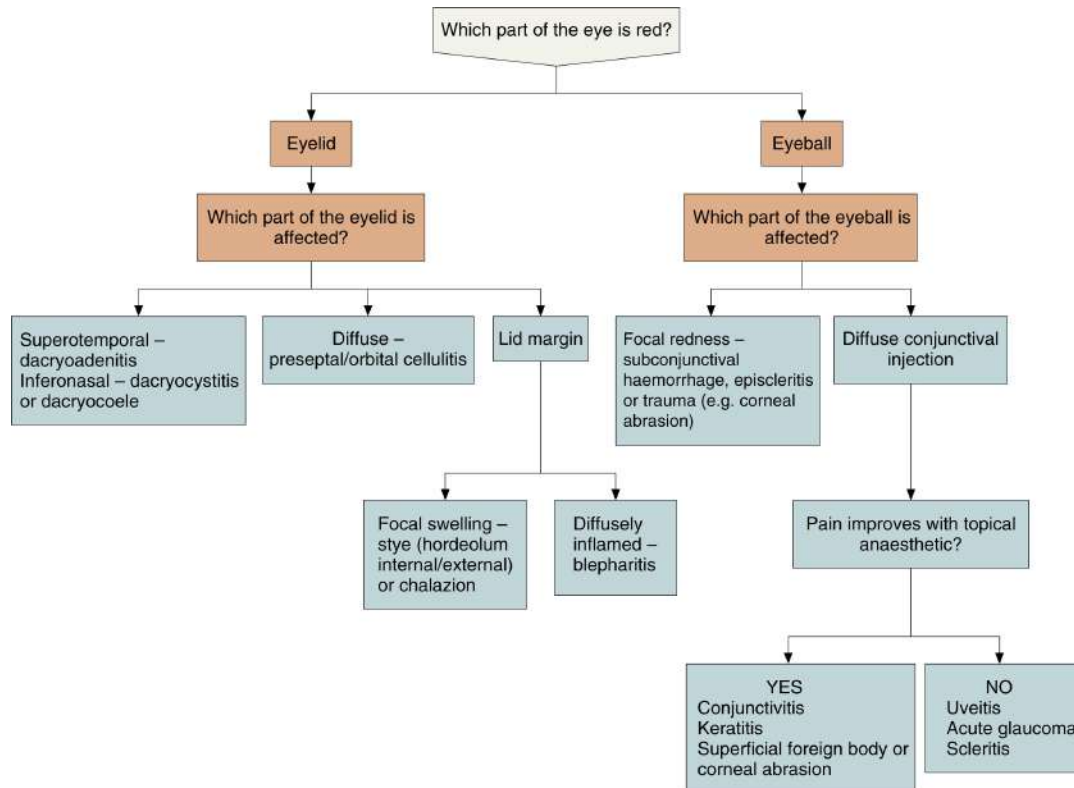 Which part of the eye is red?
Eyelid
Eyeball
Which part of the eyelid is
affected?
Which part of the eyeball is
affected?
Superotemporal –
dacryoadenitis
Inferonasal – dacryocystitis
or dacryocoele
Diffuse –
preseptal/orbital cellulitis
Lid margin
Focal redness –
subconjunctival
haemorrhage, episcleritis
or trauma (e.g. corneal
abrasion)
Diffuse conjunctival
injection
Focal swelling –
stye (hordeolum
internal/external)
or chalazion
Diffusely
inflamed –
blepharitis
Pain improves with topical
anaesthetic?
YES
Conjunctivitis
Keratitis
Superficial foreign body or
corneal abrasion
NO
Uveitis
Acute glaucoma
Scleritis